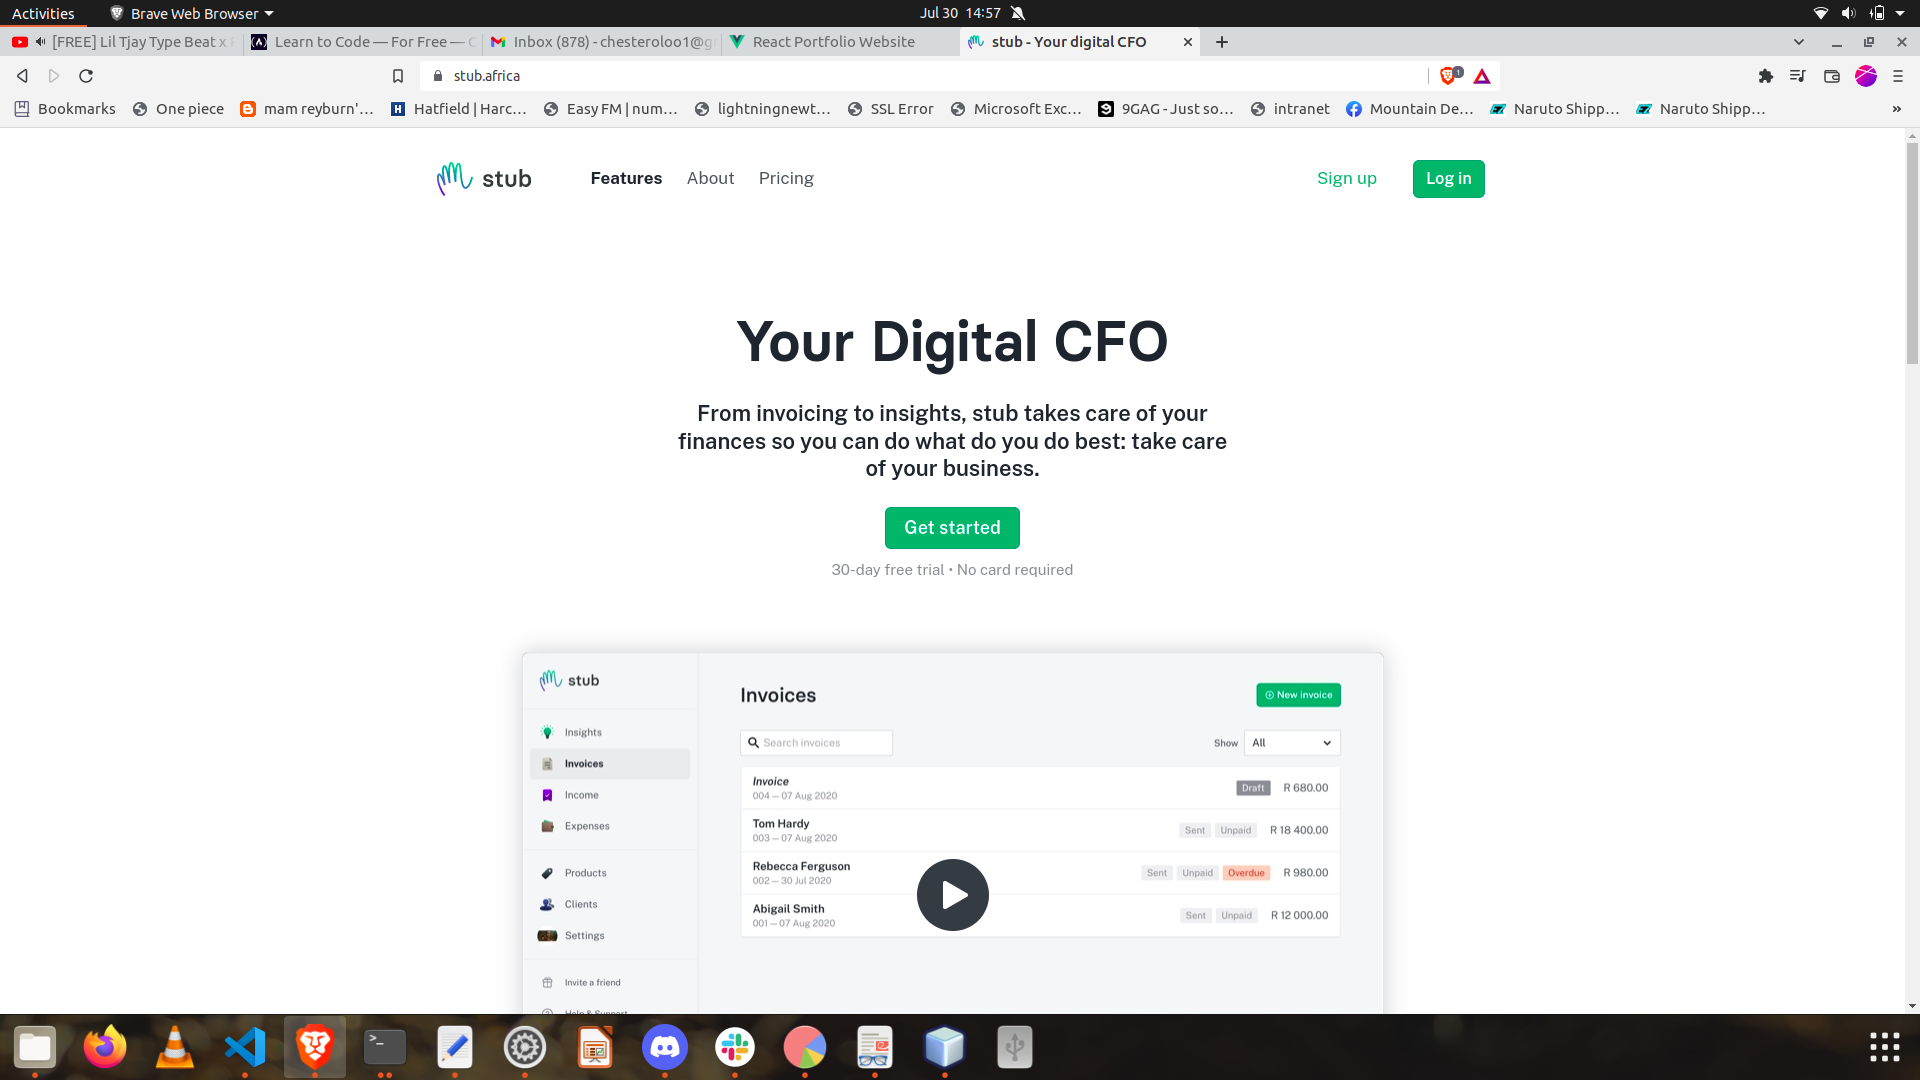 Activities
Brave Web Browser
Jul 30 14:57
[FREE] Lil Tjay Type Beat x
Learn to Code — For Free —
Inbox (878) - chesteroloo1@g
React Portfolio Website
stub - Your digital CFO
stub.africa
1
Bookmarks
One piece
mam reyburn'...
Hatfield | Harc...
Easy FM | num...
lightningnewt...
SSL Error
Microsoft Exc...
9GAG - Just so...
intranet
Mountain De...
Naruto Shipp...
Naruto Shipp...
»
stub
Features
About
Pricing
Sign up
Log in
Your Digital CFO
From invoicing to insights, stub takes care of your
finances so you can do what do you do best: take care
of your business.
Get started
30-day free trial • No card required
stub
Insights
Invoices
Income
Expenses
Products
Clients
Settings
Invite a friend
Help & Support
Invoices
New invoice
Search invoices
Show
All
Invoice
004 — 07 Aug 2020
Draft
R 680.00
Tom Hardy
003 — 07 Aug 2020
Sent
Unpaid
R 18 400.00
Rebecca Ferguson
002 — 30 Jul 2020
Sent
Unpaid
Overdue
R 980.00
Abigail Smith
001 — 07 Aug 2020
Sent
Unpaid
R 12 000.00